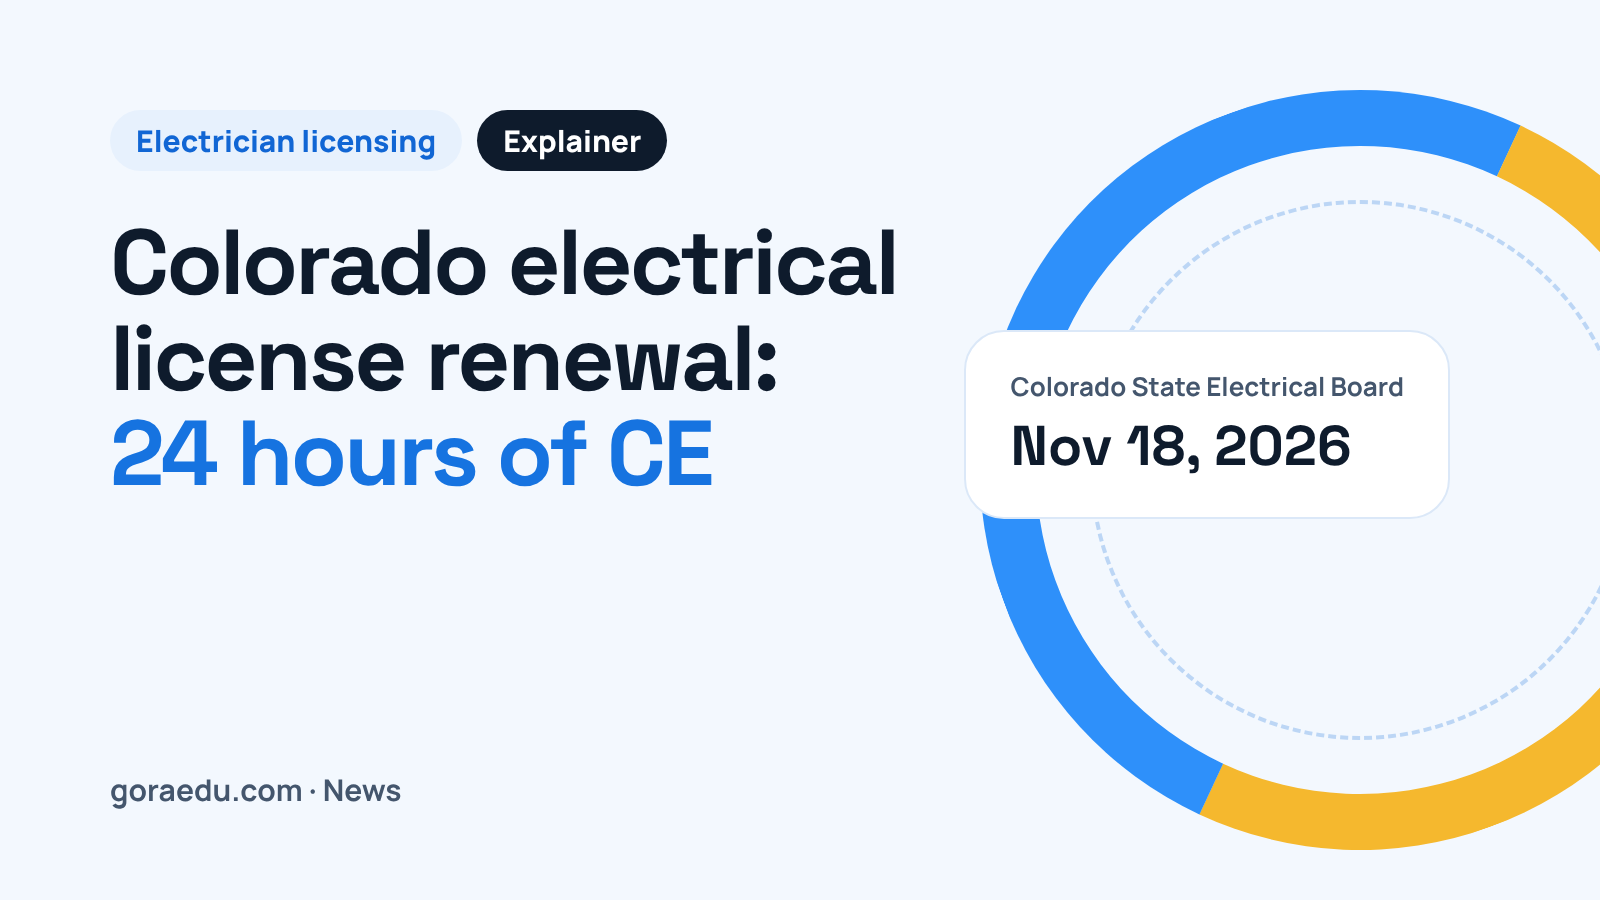 Electrician licensing
Explainer
Colorado electrical
license renewal:
24 hours of CE
Colorado State Electrical Board
Nov 18, 2026
goraedu.com · News